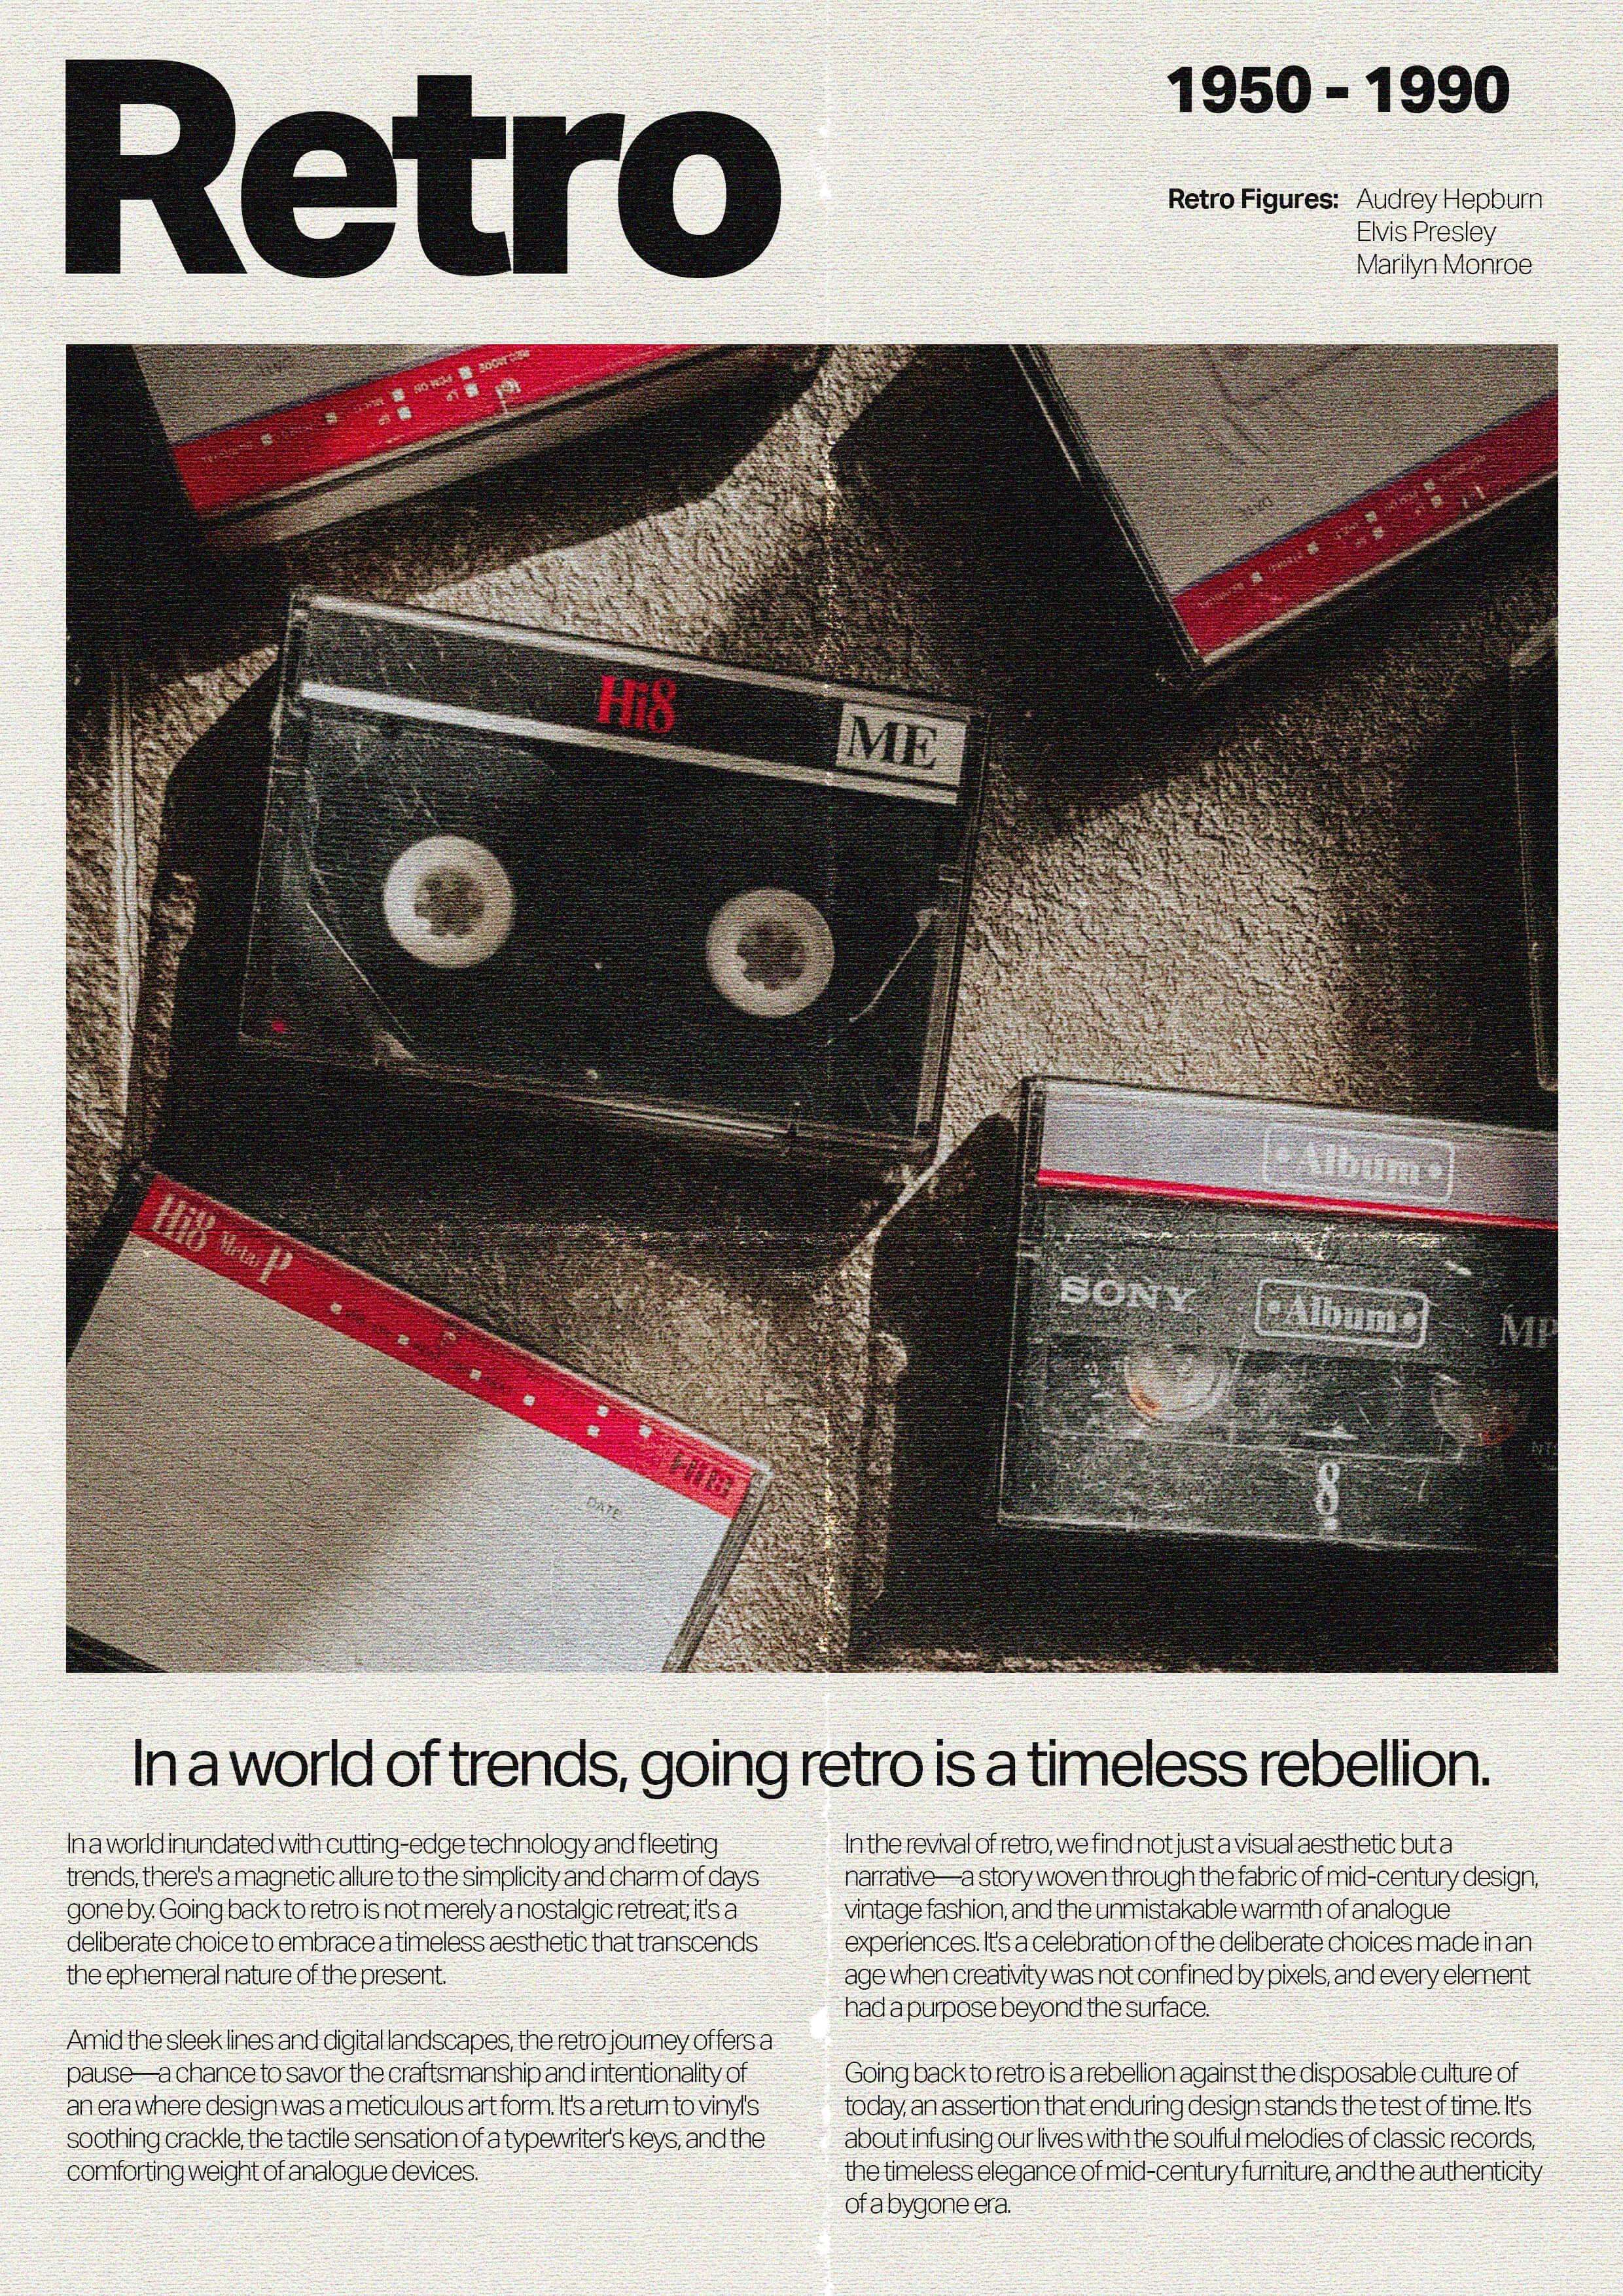 Retro
1950 - 1990
Retro Figures: Audrey Hepburn
Elvis Presley
Marilyn Monroe
Hi8
ME
DATE
Album
Hi8 Metal P
SONY
Album
MP
8
DATE
In a world of trends, going retro is a timeless rebellion.
In a world inundated with cutting-edge technology and fleeting
trends, there's a magnetic allure to the simplicity and charm of days
gone by. Going back to retro is not merely a nostalgic retreat; it's a
deliberate choice to embrace a timeless aesthetic that transcends
the ephemeral nature of the present.
Amid the sleek lines and digital landscapes, the retro journey offers a
pause—a chance to savor the craftsmanship and intentionality of
an era where design was a meticulous art form. It's a return to vinyl's
soothing crackle, the tactile sensation of a typewriter's keys, and the
comforting weight of analogue devices.
In the revival of retro, we find not just a visual aesthetic but a
narrative—a story woven through the fabric of mid-century design,
vintage fashion, and the unmistakable warmth of analogue
experiences. It's a celebration of the deliberate choices made in an
age when creativity was not confined by pixels, and every element
had a purpose beyond the surface.
Going back to retro is a rebellion against the disposable culture of
today, an assertion that enduring design stands the test of time. It's
about infusing our lives with the soulful melodies of classic records,
the timeless elegance of mid-century furniture, and the authenticity
of a bygone era.